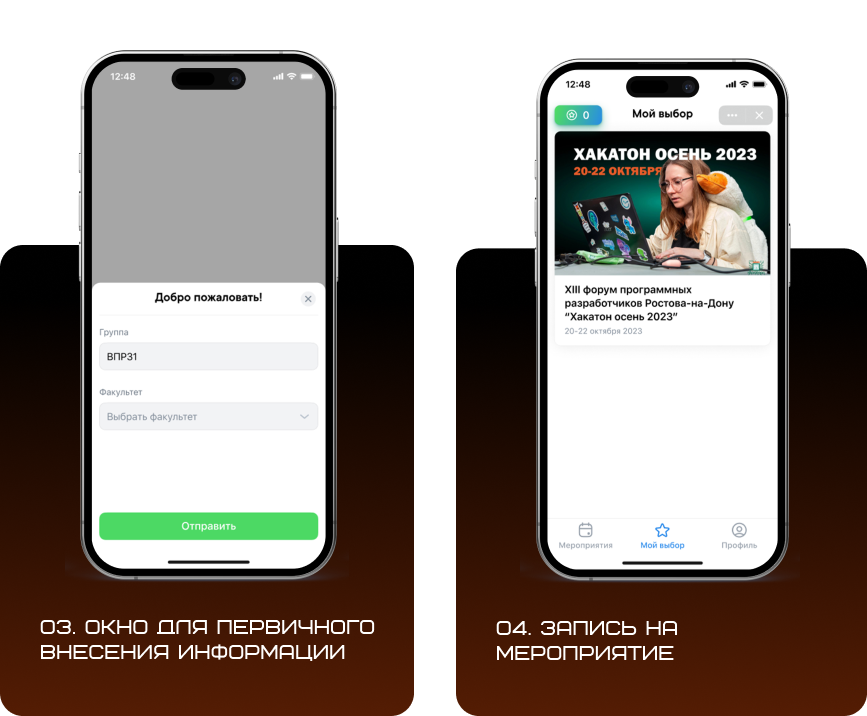 12:48
Добро пожаловать!
Группа
ВПР31
Факультет
Выбрать факультет
Отправить
03. ОКНО ДЛЯ ПЕРВИЧНОГО
ВНЕСЕНИЯ ИНФОРМАЦИИ
12:48
0
Мой выбор
ХАКАТОН ОСЕНЬ 2023
20-22 ОКТЯБРЯ
XIII форум программных
разработчиков Ростова-на-Дону
“Хакатон осень 2023”
20-22 октября 2023
Мероприятия
Мой выбор
Профиль
04. ЗАПИСЬ НА
МЕРОПРИЯТИЕ